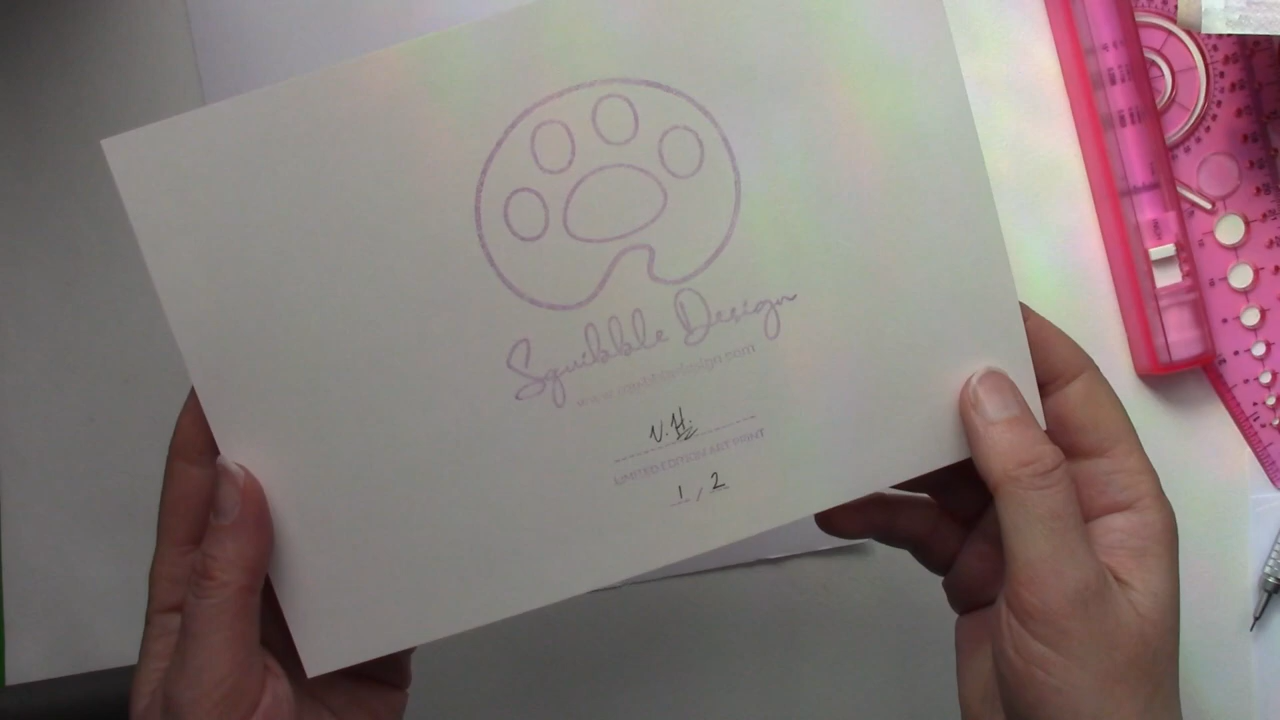 Squibble Design
www.squibbledesign.com
N.H.
LIMITED EDITION ART PRINT
1 / 2